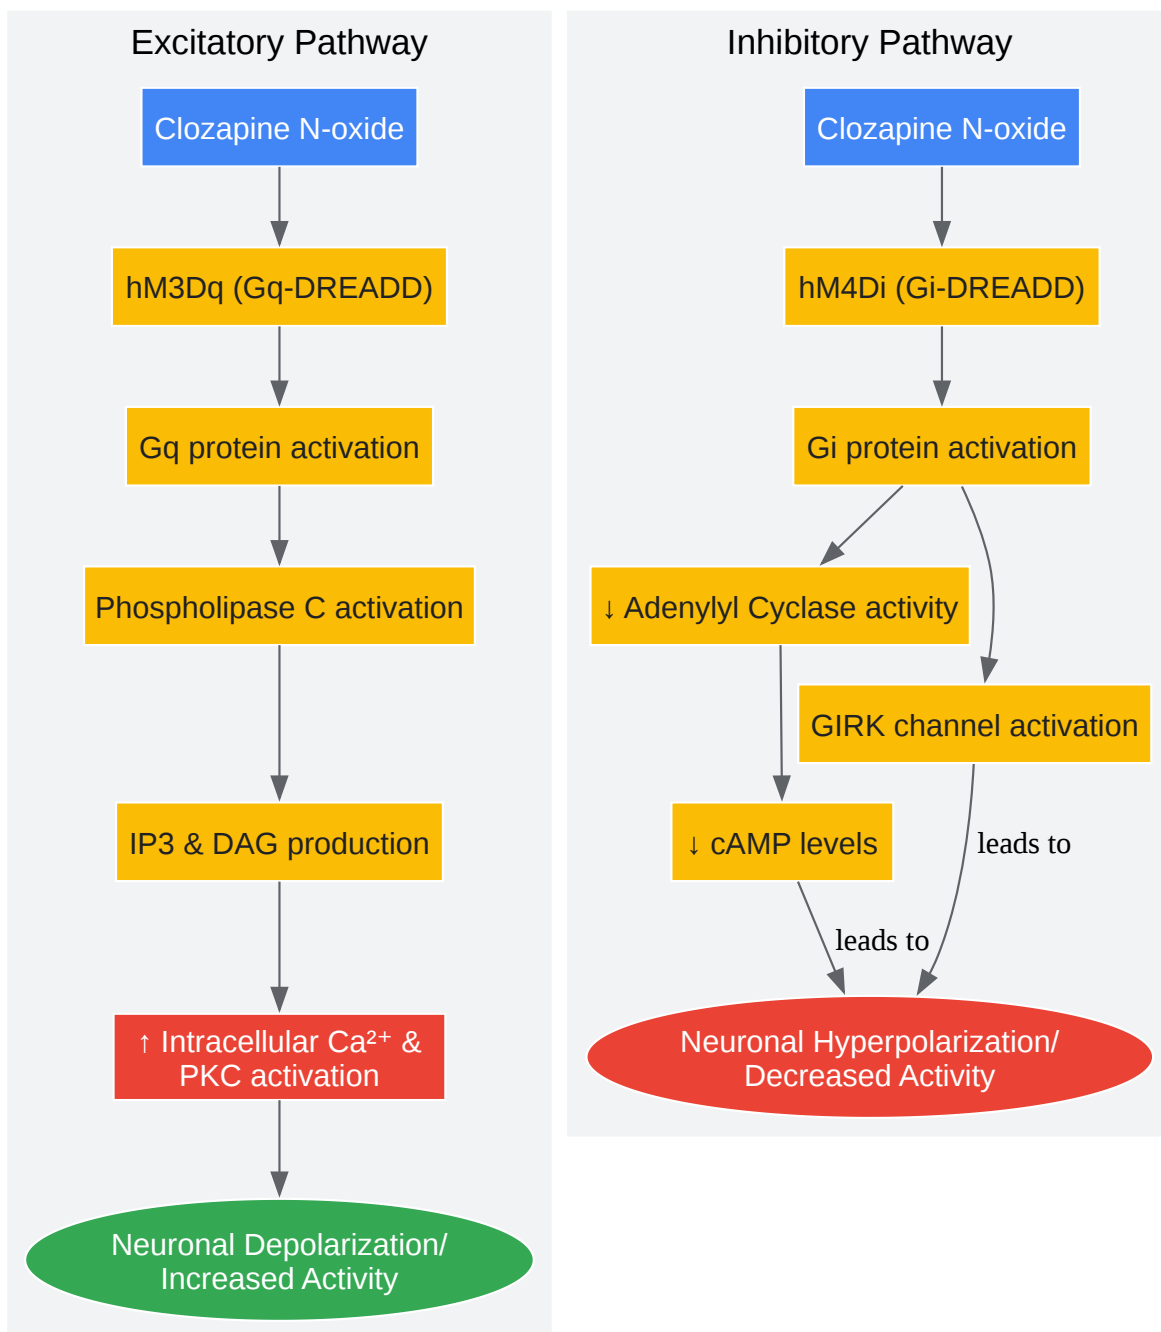 Excitatory Pathway
Clozapine N-oxide
hM3Dq (Gq-DREADD)
Gq protein activation
Phospholipase C activation
IP3 & DAG production
↑ Intracellular Ca²⁺ &
PKC activation
Neuronal Depolarization/
Increased Activity
Inhibitory Pathway
Clozapine N-oxide
hM4Di (Gi-DREADD)
Gi protein activation
↓ Adenylyl Cyclase activity
GIRK channel activation
↓ cAMP levels
leads to
leads to
Neuronal Hyperpolarization/
Decreased Activity